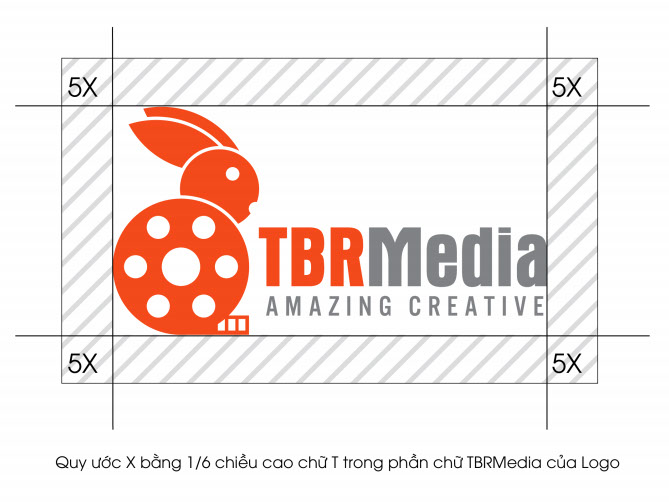 5X 5X
TBRMedia
AMAZING CREATIVE
5X 5X
Quy ước X bằng 1/6 chiều cao chữ T trong phần chữ TBRMedia của Logo